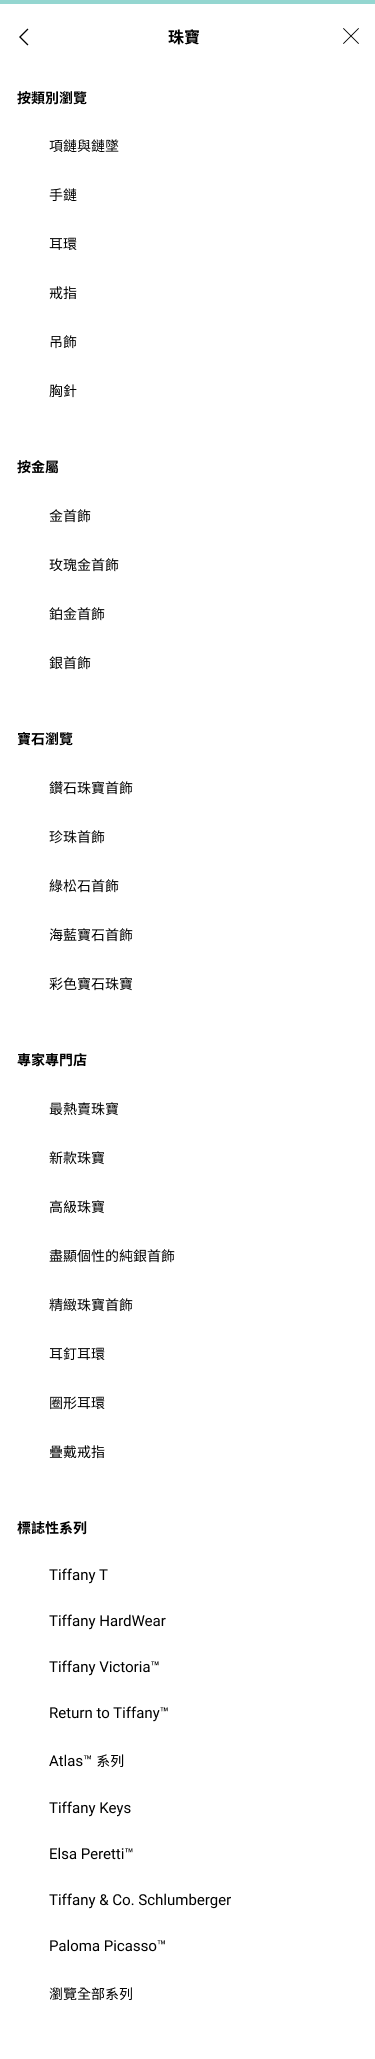 珠寶
按類別瀏覽
項鏈與鏈墜
手鏈
耳環
戒指
吊飾
胸針
按金屬
金首飾
玫瑰金首飾
鉑金首飾
銀首飾
寶石瀏覽
鑽石珠寶首飾
珍珠首飾
綠松石首飾
海藍寶石首飾
彩色寶石珠寶
專家專門店
最熱賣珠寶
新款珠寶
高級珠寶
盡顯個性的純銀首飾
精緻珠寶首飾
耳釘耳環
圈形耳環
疊戴戒指
標誌性系列
Tiffany T
Tiffany HardWear
Tiffany Victoria™
Return to Tiffany™
Atlas™ 系列
Tiffany Keys
Elsa Peretti™
Tiffany & Co. Schlumberger
Paloma Picasso™
瀏覽全部系列